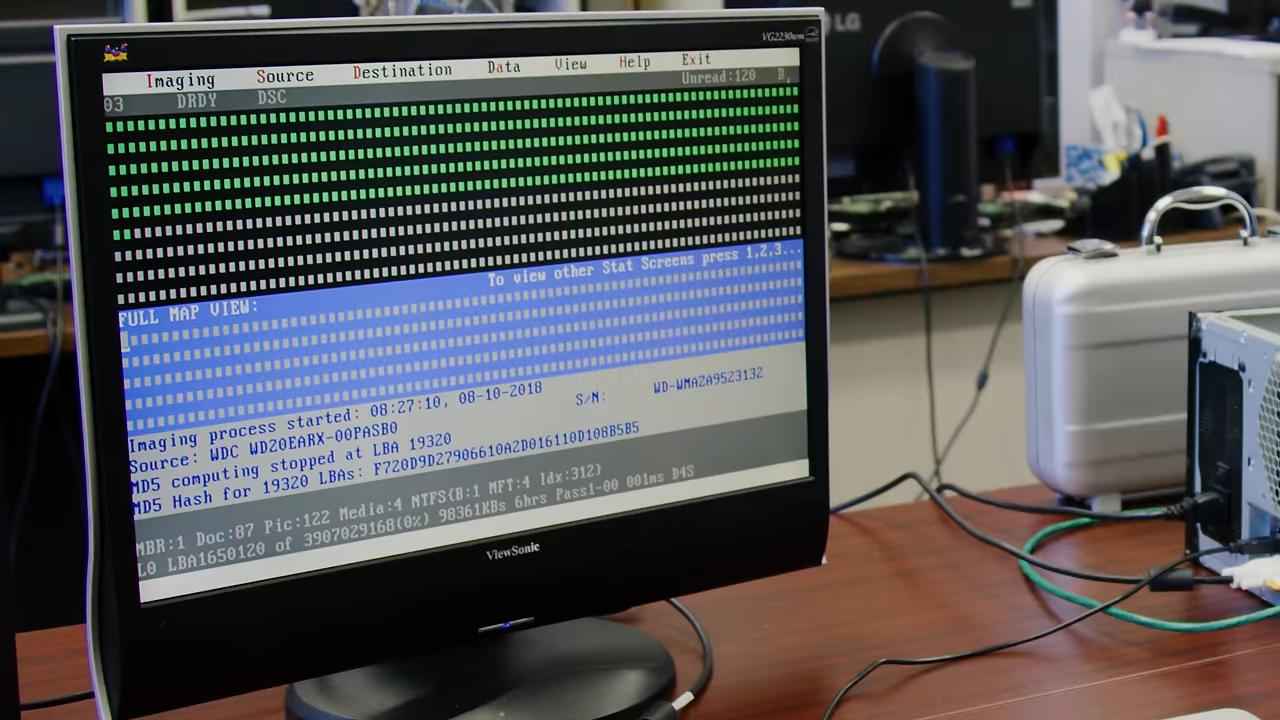 LG
VG2230wm
Imaging Source Destination Data View Help Exit
Unread:120 D
03 DRDY DSC
To view other Stat Screens press 1,2,3...
FULL MAP VIEW:
Imaging process started: 08:27:10, 08-10-2018
Source: WDC WD20EARX-00PASB0 S/N: WD-WMAZA9523132
MD5 computing stopped at LBA 19320
MD5 Hash for 19320 LBAs: F720D9D27906610A2D016110D108B5B5
MBR:1 Doc:87 Pic:122 Media:4 NTFS(B:1 MFT:4 Idx:312)
L0 LBA1650120 of 3907029168(0%) 98361KBs 6hrs Pass1-00 001ms D4S
ViewSonic